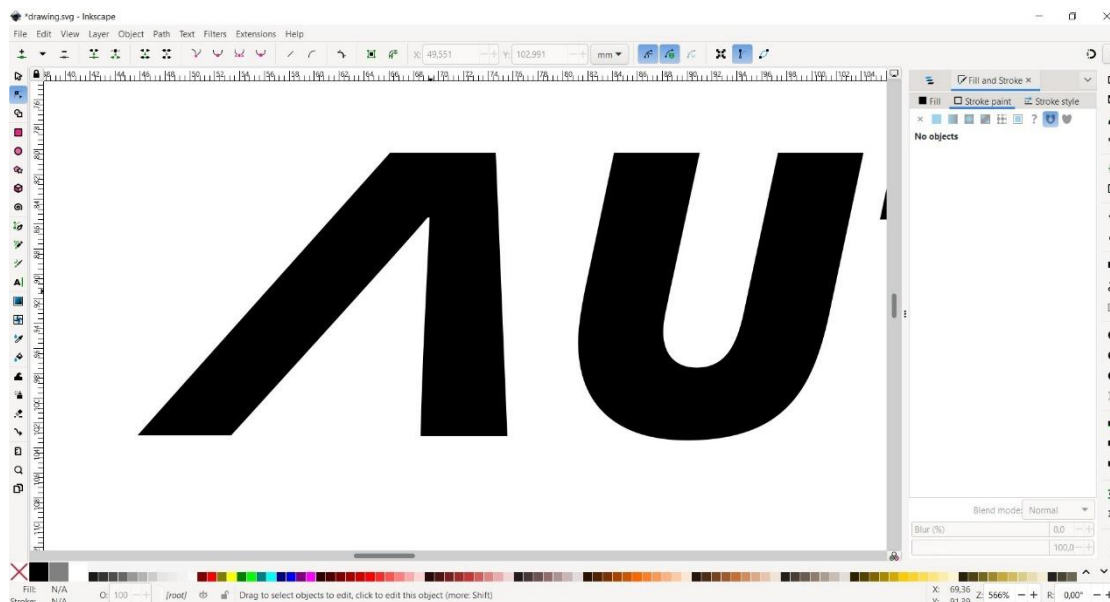 *drawing.svg - Inkscape
File Edit View Layer Object Path Text Filters Extensions Help
X: 49,551 Y: 102,991 mm
Fill and Stroke
Fill Stroke paint Stroke style
No objects
AU
Blend mode: Normal
Blur (%) 0,0
100,0
Fill: N/A
Stroke: N/A
O: 100 [root] Drag to select objects to edit, click to edit this object (more: Shift)
X: 69,36
Y: 91,39
Z: 566% R: 0,00°